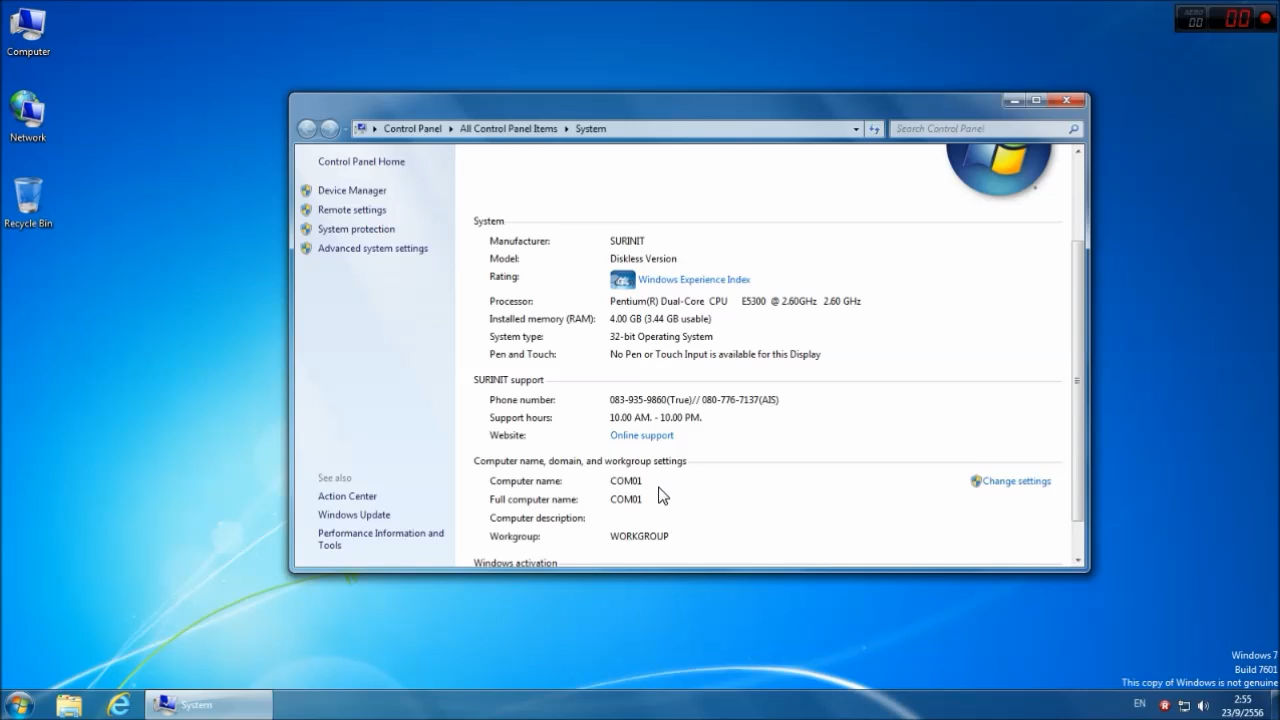 Computer
Network
Recycle Bin
AERO
00
00
Control Panel
All Control Panel Items
System
Search Control Panel
Control Panel Home
Device Manager
Remote settings
System protection
Advanced system settings
See also
Action Center
Windows Update
Performance Information and
Tools
System
Manufacturer: SURINIT
Model: Diskless Version
Rating: Windows Experience Index
Processor: Pentium(R) Dual-Core CPU E5300 @ 2.60GHz 2.60 GHz
Installed memory (RAM): 4.00 GB (3.44 GB usable)
System type: 32-bit Operating System
Pen and Touch: No Pen or Touch Input is available for this Display
SURINIT support
Phone number: 083-935-9860(True)// 080-776-7137(AIS)
Support hours: 10.00 AM. - 10.00 PM.
Website: Online support
Computer name, domain, and workgroup settings
Computer name: COM01
Change settings
Full computer name: COM01
Computer description:
Workgroup: WORKGROUP
Windows activation
Windows 7
Build 7601
This copy of Windows is not genuine
System
EN
2:55
23/9/2556